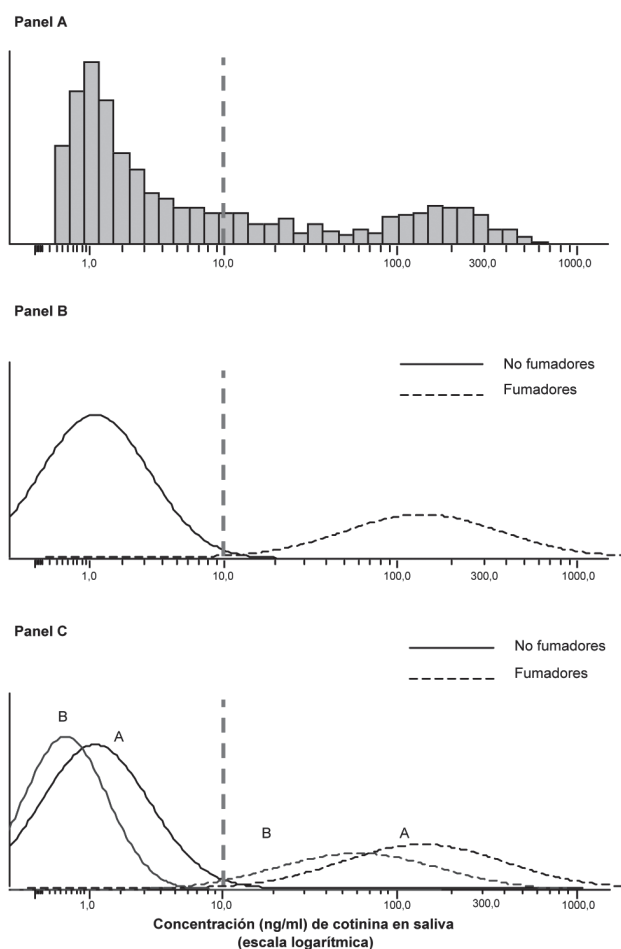 Panel A
1,0 10,0 100,0 300,0 1000,0
Panel B
No fumadores
Fumadores
1,0 10,0 100,0 300,0 1000,0
Panel C
No fumadores
Fumadores
B
A
B
A
1,0 10,0 100,0 300,0 1000,0
Concentración (ng/ml) de cotinina en saliva
(escala logarítmica)